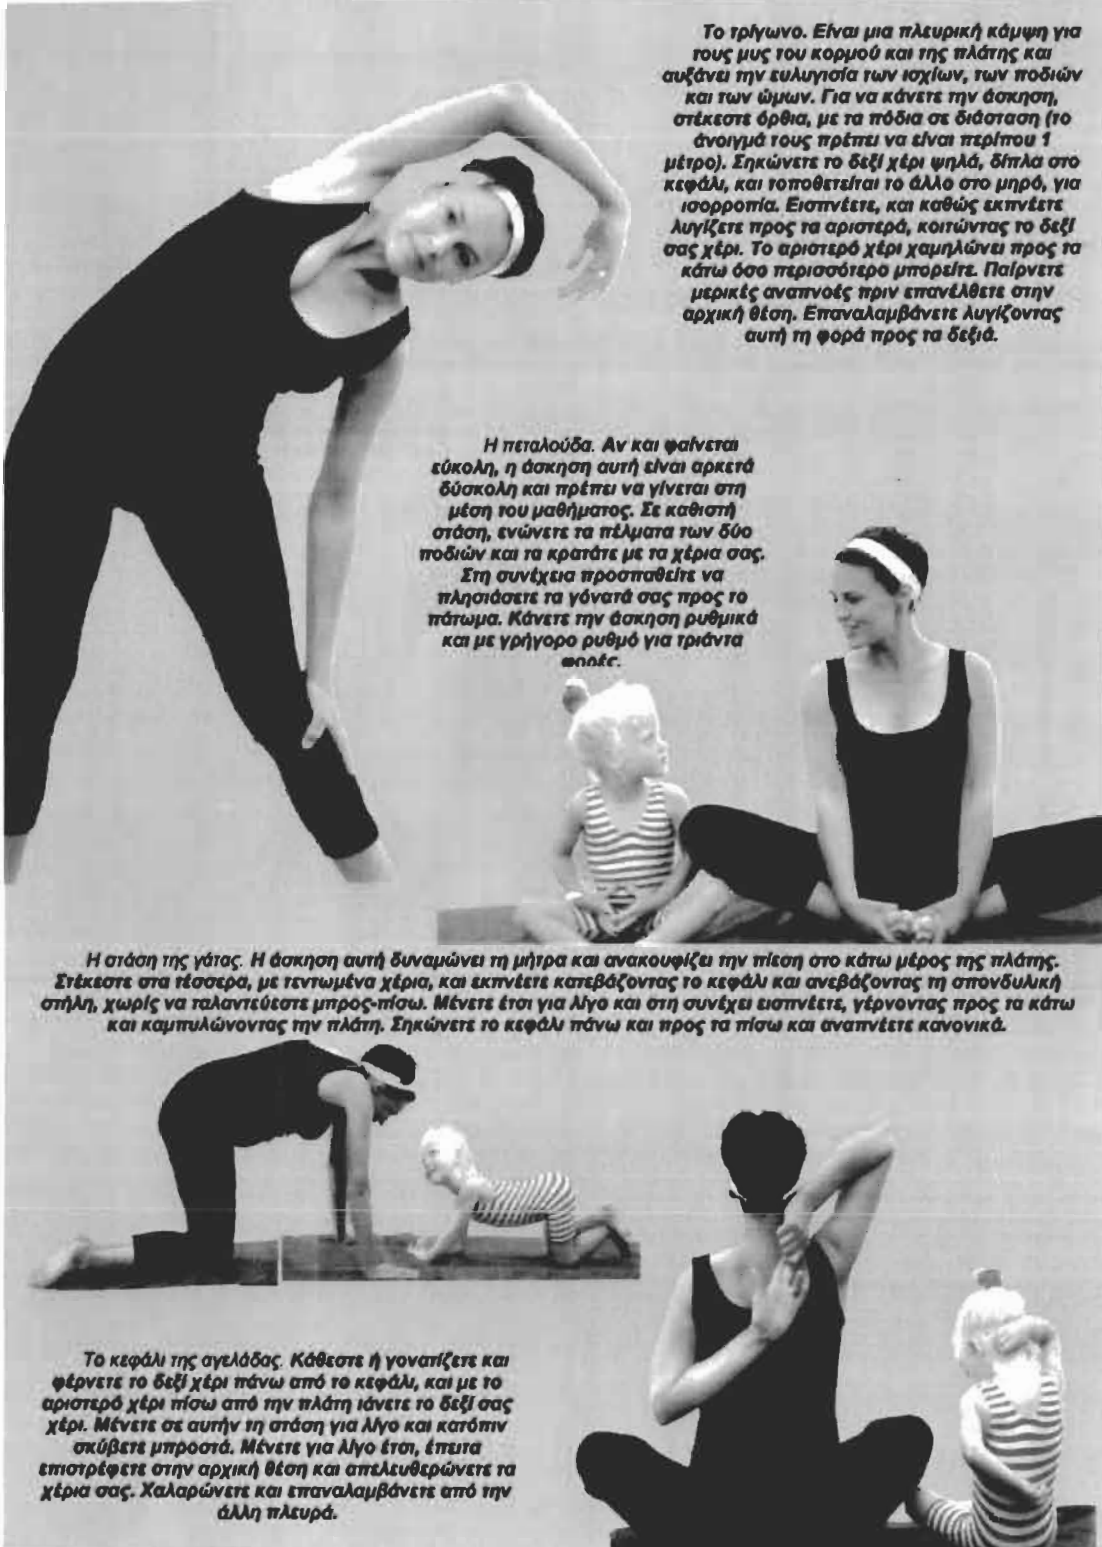 Το τρίγωνο. Είναι μια πλευρική κάμψη για
τους μυς του κορμού και της πλάτης και
αυξάνει την ευλυγισία των ισχίων, των ποδιών
και των ώμων. Για να κάνετε την άσκηση,
στέκεστε όρθια, με τα πόδια σε διάσταση (το
άνοιγμά τους πρέπει να είναι περίπου 1
μέτρο). Σηκώνετε το δεξί χέρι ψηλά, δίπλα στο
κεφάλι, και τοποθετείται το άλλο στο μηρό, για
ισορροπία. Εισπνέετε, και καθώς εκπνέετε
λυγίζετε προς τα αριστερά, κοιτώντας το δεξί
σας χέρι. Το αριστερό χέρι χαμηλώνει προς τα
κάτω όσο περισσότερο μπορείτε. Παίρνετε
μερικές αναπνοές πριν επανέλθετε στην
αρχική θέση. Επαναλαμβάνετε λυγίζοντας
αυτή τη φορά προς τα δεξιά.
Η πεταλούδα. Αν και φαίνεται
εύκολη, η άσκηση αυτή είναι αρκετά
δύσκολη και πρέπει να γίνεται στη
μέση του μαθήματος. Σε καθιστή
στάση, ενώνετε τα πέλματα των δύο
ποδιών και τα κρατάτε με τα χέρια σας.
Στη συνέχεια προσπαθείτε να
πλησιάσετε τα γόνατά σας προς το
πάτωμα. Κάνετε την άσκηση ρυθμικά
και με γρήγορο ρυθμό για τριάντα
φορές.
Η στάση της γάτας. Η άσκηση αυτή δυναμώνει τη μήτρα και ανακουφίζει την πίεση στο κάτω μέρος της πλάτης.
Στέκεστε στα τέσσερα, με τεντωμένα χέρια, και εκπνέετε κατεβάζοντας το κεφάλι και ανεβάζοντας τη σπονδυλική
στήλη, χωρίς να ταλαντεύεστε μπρος-πίσω. Μένετε έτσι για λίγο και στη συνέχει εισπνέετε, γέρνοντας προς τα κάτω
και καμπυλώνοντας την πλάτη. Σηκώνετε το κεφάλι πάνω και προς τα πίσω και αναπνέετε κανονικά.
Το κεφάλι της αγελάδας. Κάθεστε ή γονατίζετε και
φέρνετε το δεξί χέρι πάνω από το κεφάλι, και με το
αριστερό χέρι πίσω από την πλάτη ιάνετε το δεξί σας
χέρι. Μένετε σε αυτήν τη στάση για λίγο και κατόπιν
σκύβετε μπροστά. Μένετε για λίγο έτσι, έπειτα
επιστρέφετε στην αρχική θέση και απελευθερώνετε τα
χέρια σας. Χαλαρώνετε και επαναλαμβάνετε από την
άλλη πλευρά.